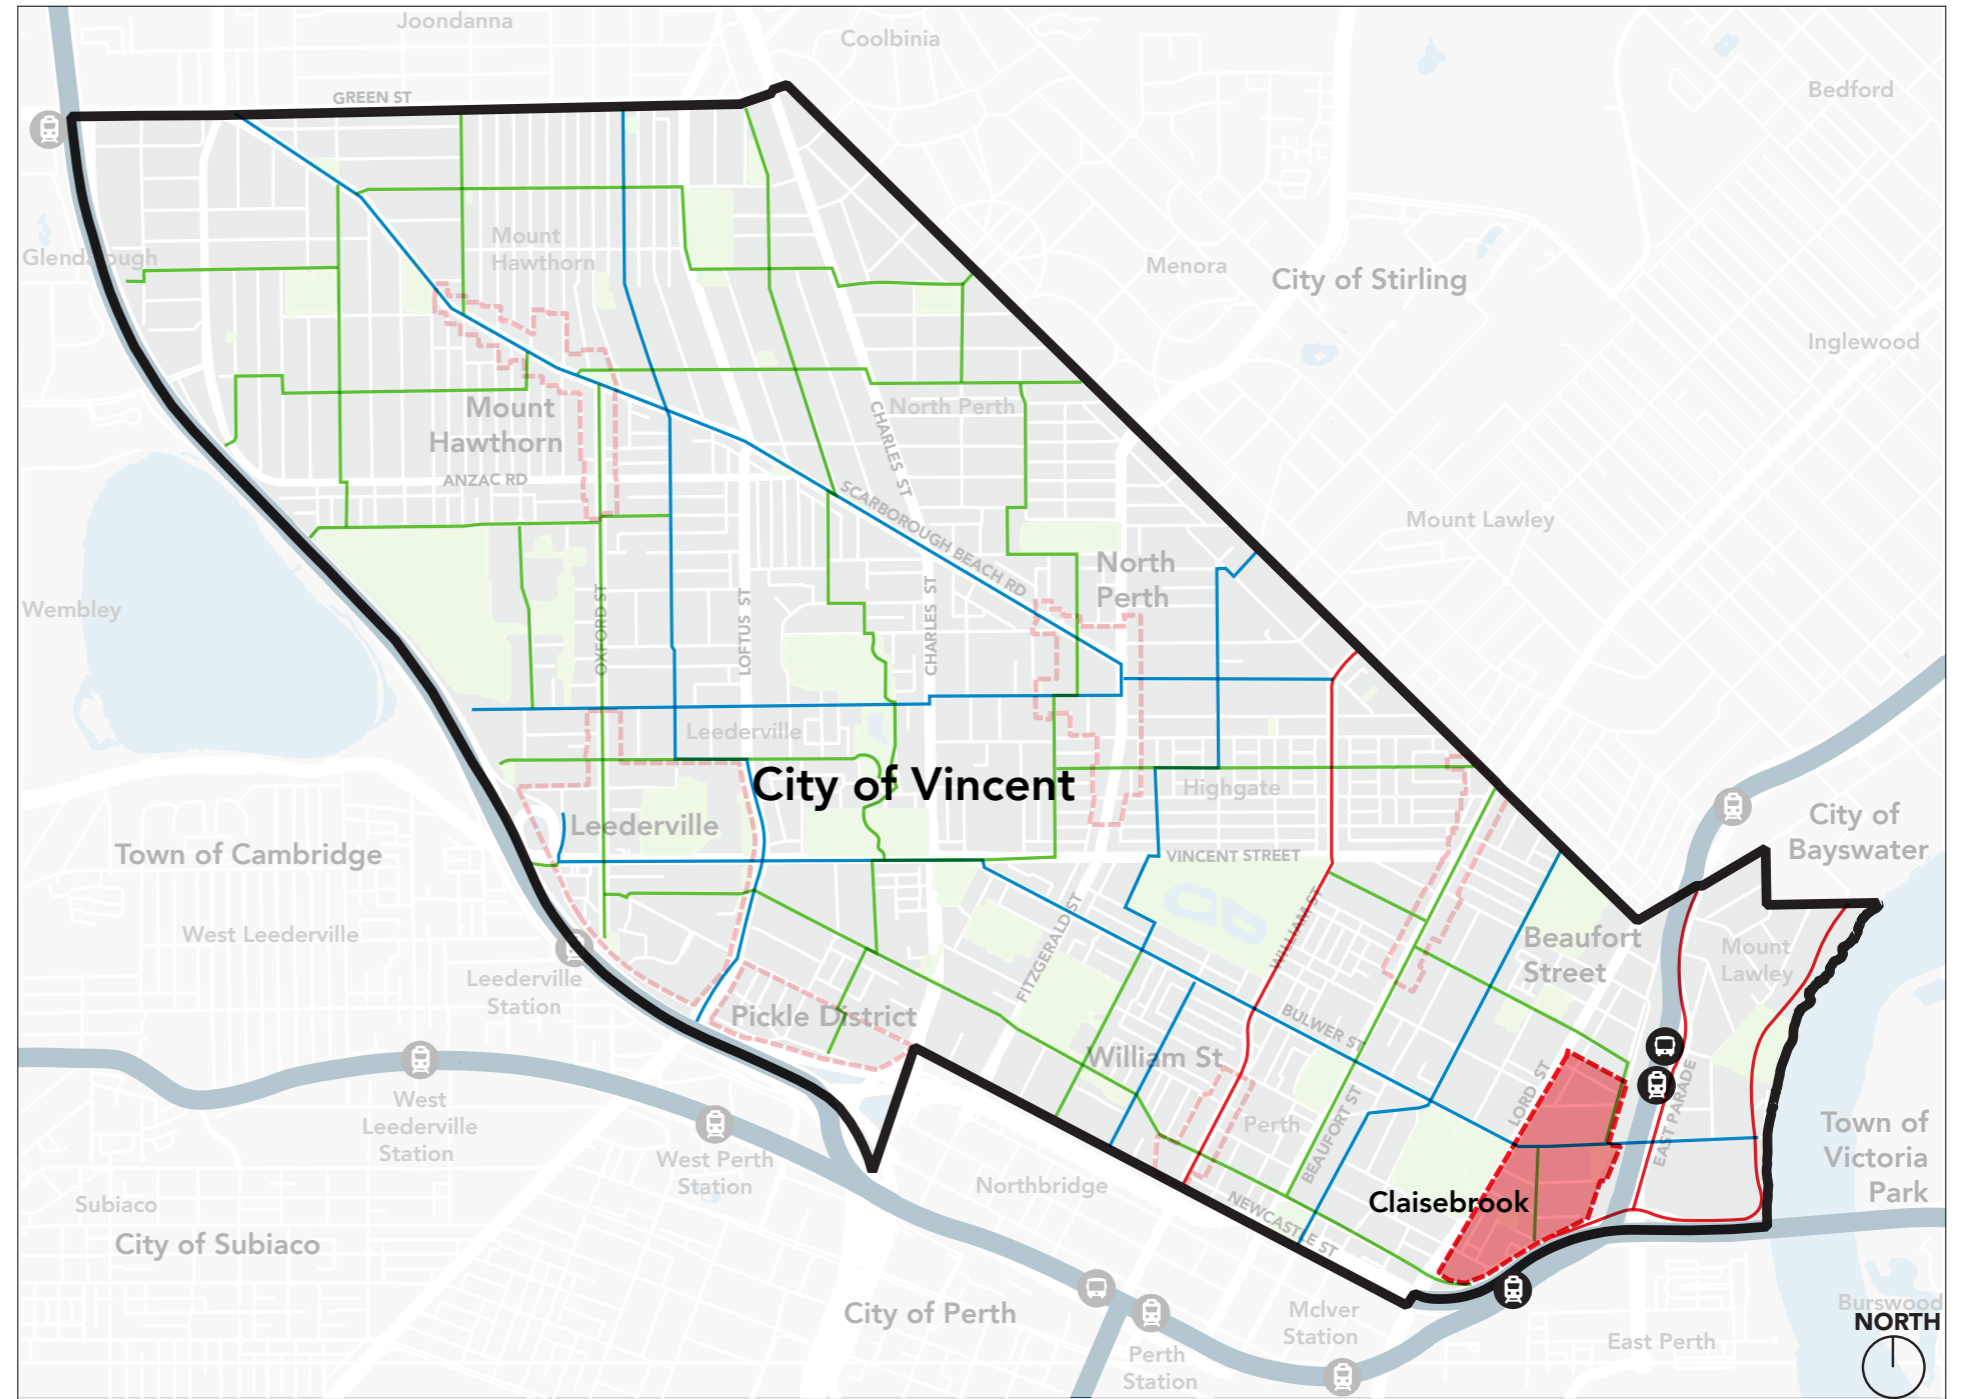 Joondanna
Coolbinia
Bedford
GREEN ST
Mount
Hawthorn
Glendalough
Menora
City of Stirling
Inglewood
Mount
Hawthorn
North Perth
CHARLES ST
ANZAC RD
SCARBOROUGH BEACH RD
Mount Lawley
North
Perth
Wembley
OXFORD ST
LOFTUS ST
CHARLES ST
Leederville
City of Vincent
Highgate
Leederville
City of
Bayswater
Town of Cambridge
VINCENT STREET
West Leederville
FITZGERALD ST
WILLIAM ST
Beaufort
Street
Mount
Lawley
Leederville
Station
Pickle District
BULWER ST
William St
LORD ST
EAST PARADE
West
Leederville
Station
Perth
BEAUFORT ST
Town of
Victoria
Park
West Perth
Station
Northbridge
Claisebrook
NEWCASTLE ST
Subiaco
City of Subiaco
City of Perth
McIver
Station
Burswood
NORTH
East Perth
Perth
Station